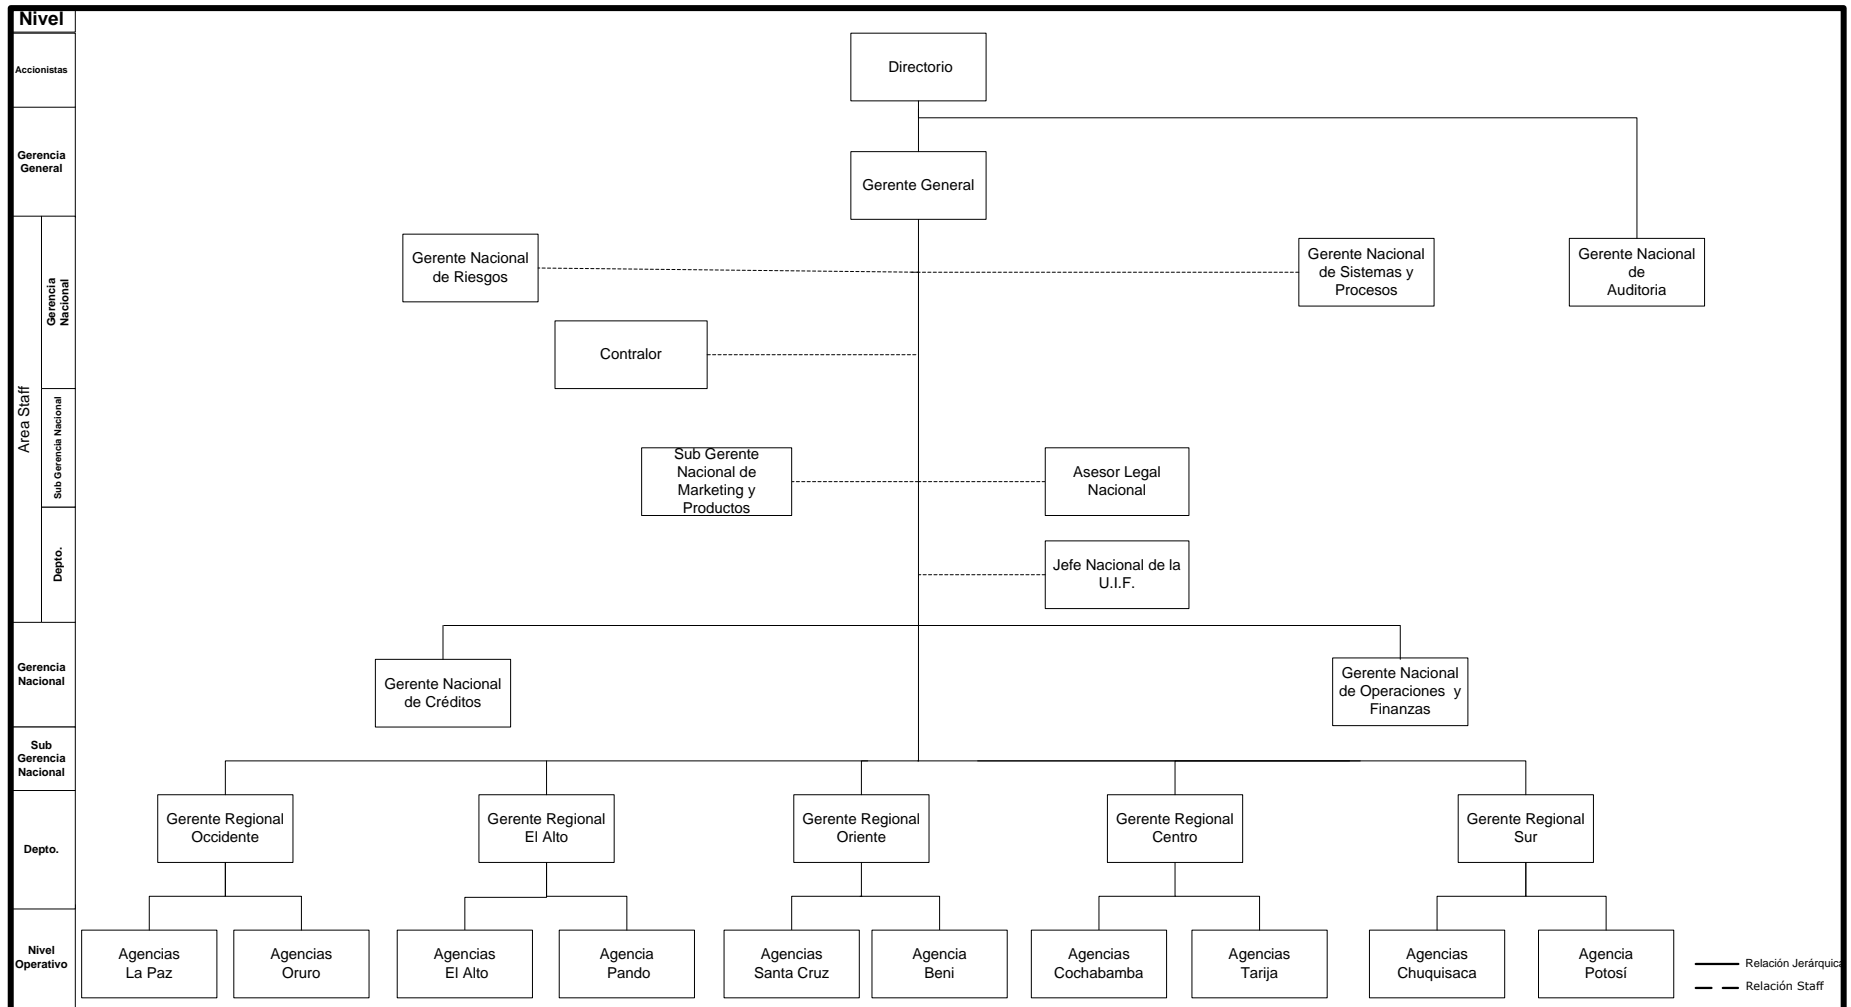 Nivel
Accionistas
Directorio
Gerencia
General
Gerente General
Area Staff
Gerencia
Nacional
Gerente Nacional
de Riesgos
Gerente Nacional
de Sistemas y
Procesos
Gerente Nacional
de
Auditoria
Contralor
Sub Gerencia Nacional
Sub Gerente
Nacional de
Marketing y
Productos
Asesor Legal
Nacional
Depto.
Jefe Nacional de la
U.I.F.
Gerencia
Nacional
Gerente Nacional
de Créditos
Gerente Nacional
de Operaciones y
Finanzas
Sub
Gerencia
Nacional
Depto.
Gerente Regional
Occidente
Gerente Regional
El Alto
Gerente Regional
Oriente
Gerente Regional
Centro
Gerente Regional
Sur
Nivel
Operativo
Agencias
La Paz
Agencias
Oruro
Agencias
El Alto
Agencia
Pando
Agencias
Santa Cruz
Agencia
Beni
Agencias
Cochabamba
Agencias
Tarija
Agencias
Chuquisaca
Agencia
Potosí
Relación Jerárquica
Relación Staff